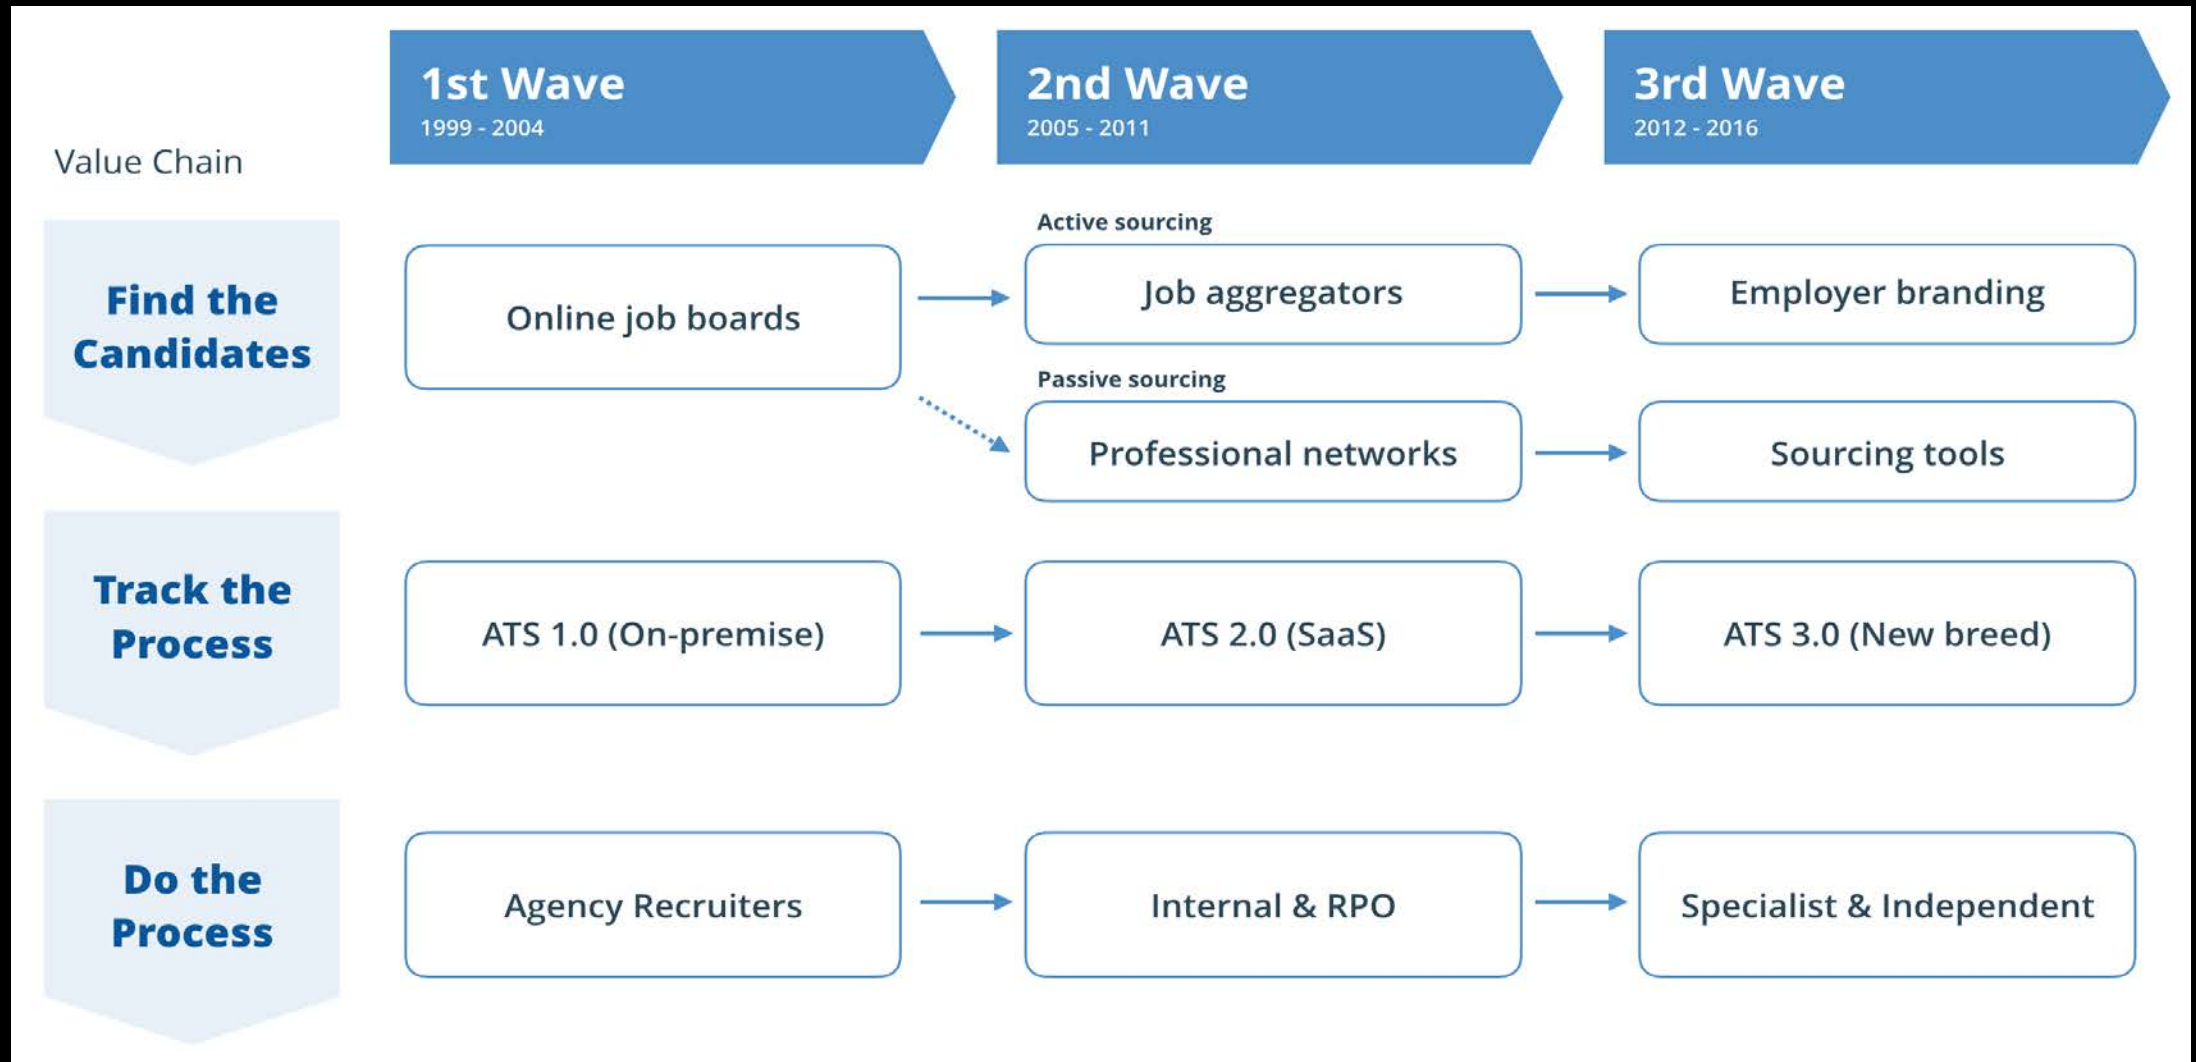 1st Wave
1999 - 2004
2nd Wave
2005 - 2011
3rd Wave
2012 - 2016
Value Chain
Find the
Candidates
Online job boards
Active sourcing
Job aggregators
Employer branding
Passive sourcing
Professional networks
Sourcing tools
Track the
Process
ATS 1.0 (On-premise)
ATS 2.0 (SaaS)
ATS 3.0 (New breed)
Do the
Process
Agency Recruiters
Internal & RPO
Specialist & Independent